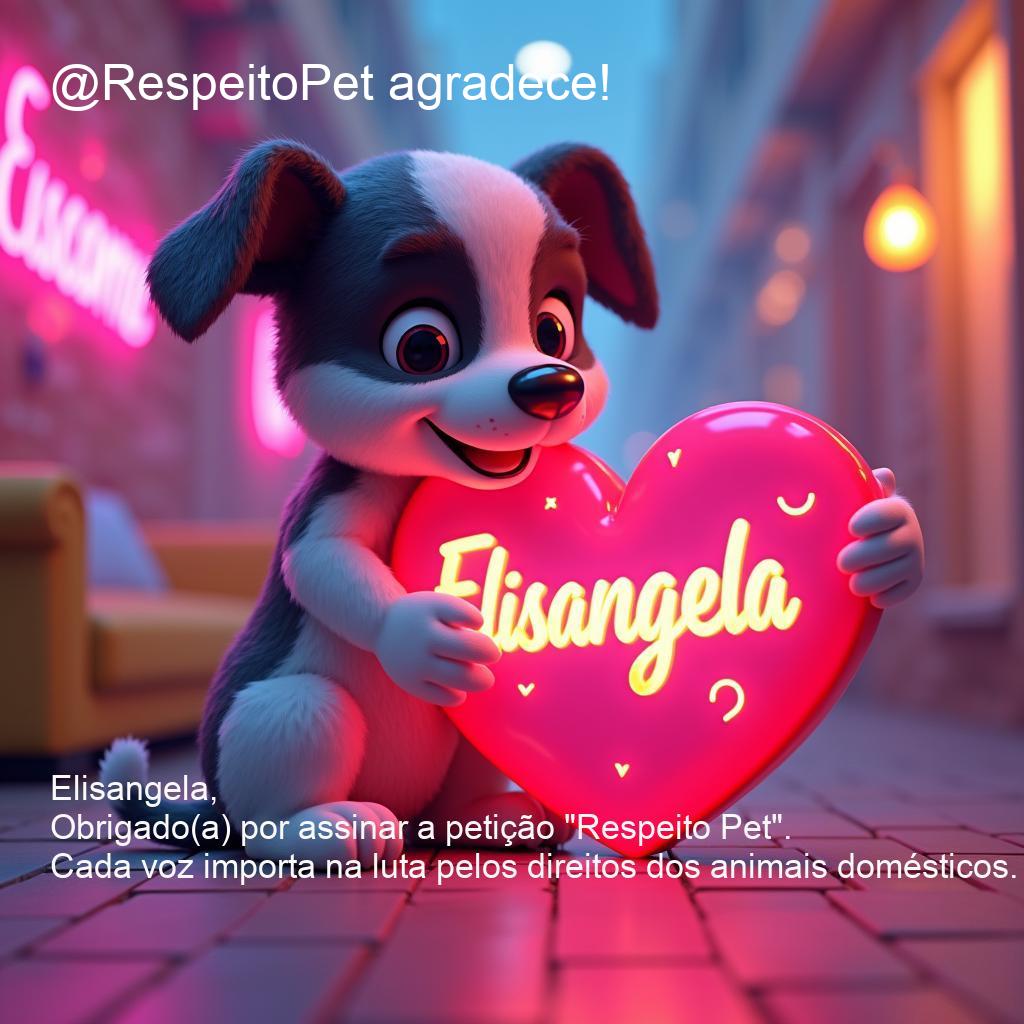 @RespeitoPet agradece!
Elisangela
Elisangela,
Obrigado(a) por assinar a petição "Respeito Pet".
Cada voz importa na luta pelos direitos dos animais domésticos.